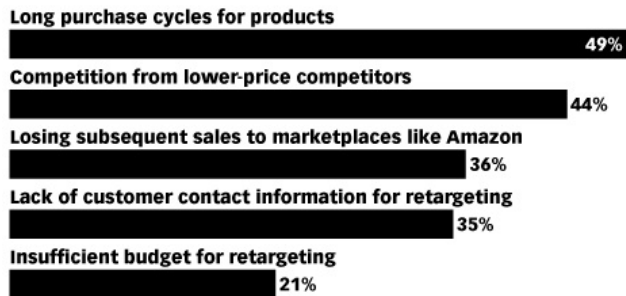 Long purchase cycles for products
49%
Competition from lower-price competitors
44%
Losing subsequent sales to marketplaces like Amazon
36%
Lack of customer contact information for retargeting
35%
Insufficient budget for retargeting
21%